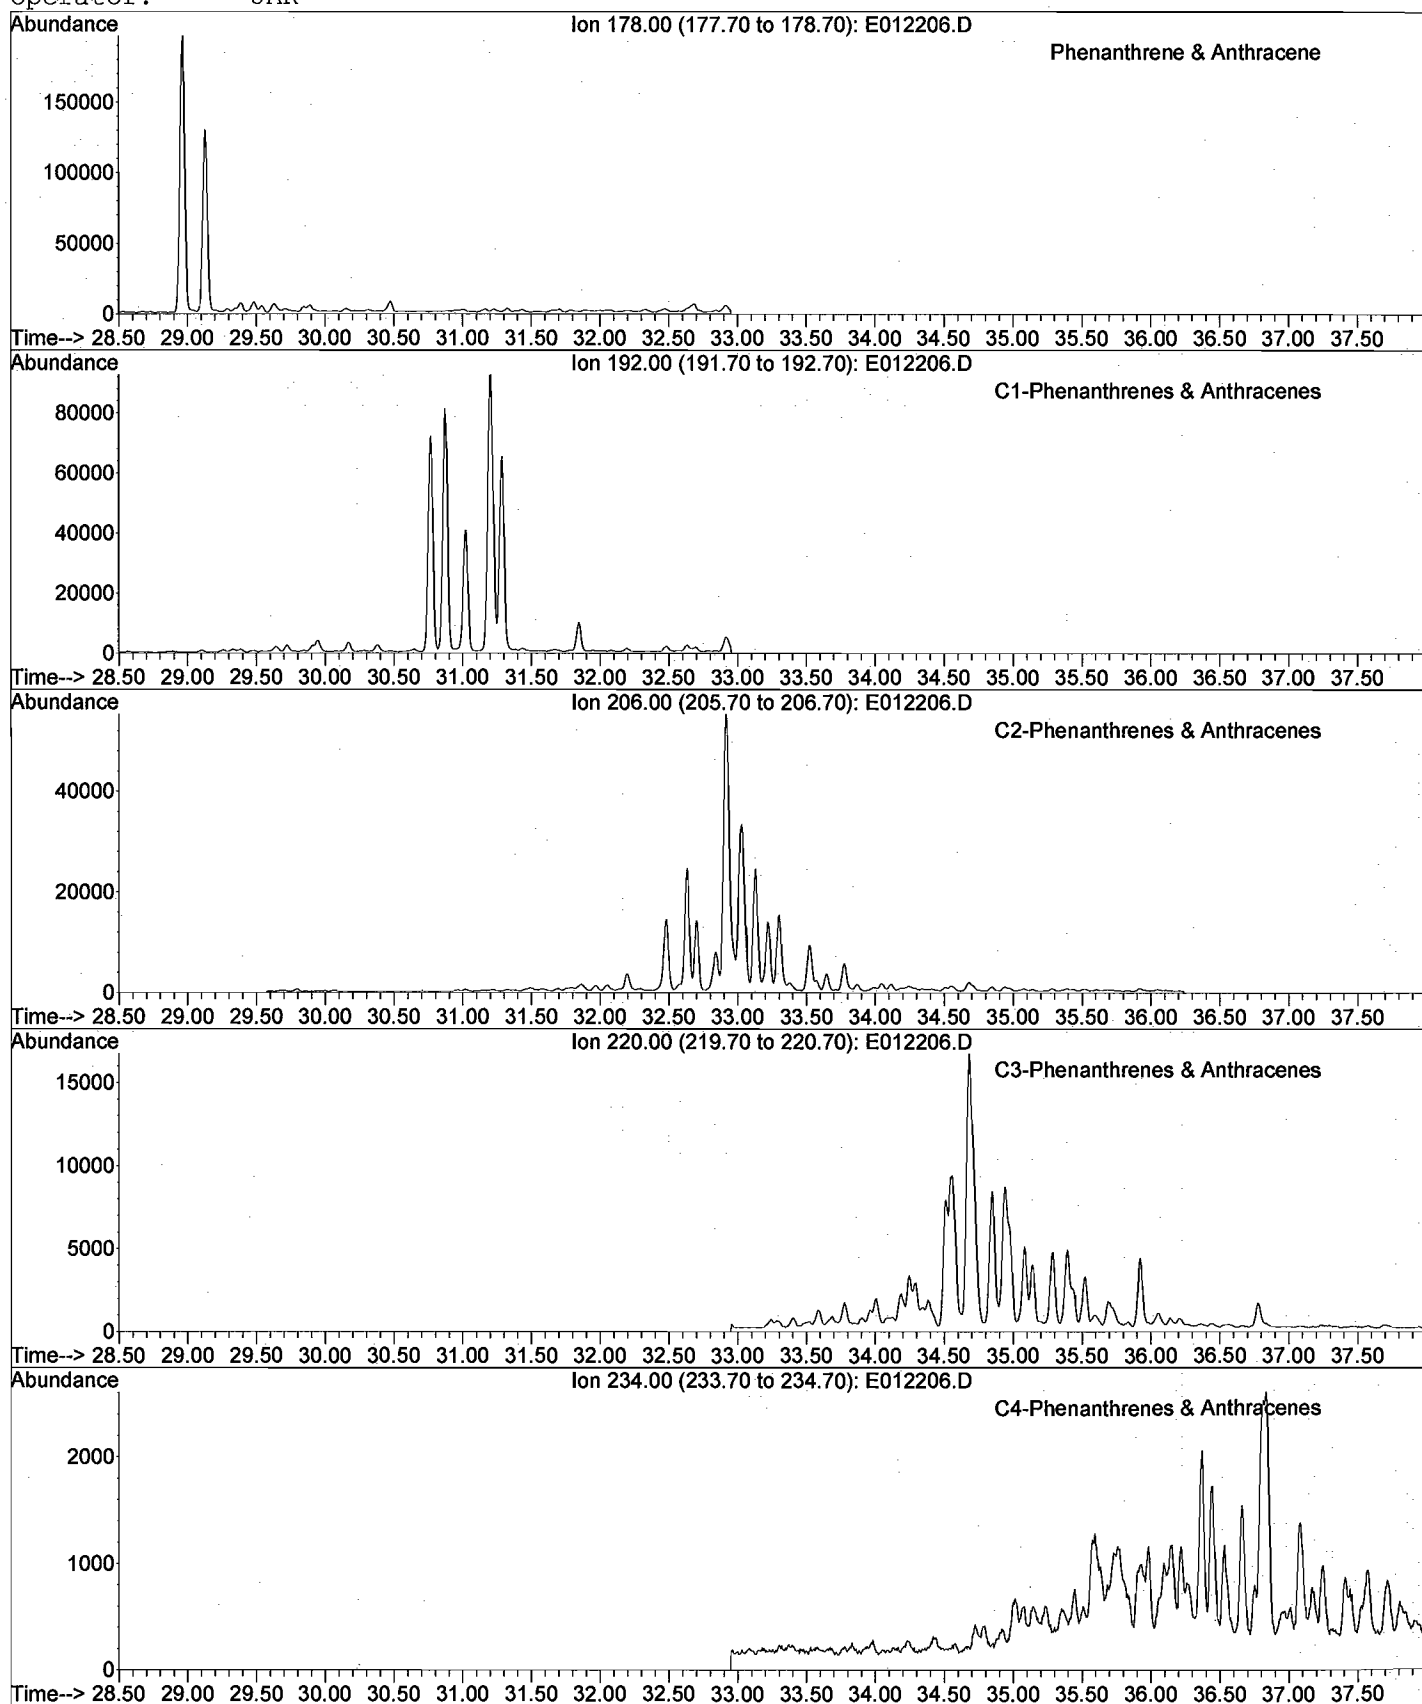 Abundance Ion 178.00 (177.70 to 178.70): E012206.D
Phenanthrene & Anthracene
150000
100000
50000
0
Time--> 28.50 29.00 29.50 30.00 30.50 31.00 31.50 32.00 32.50 33.00 33.50 34.00 34.50 35.00 35.50 36.00 36.50 37.00 37.50
Abundance Ion 192.00 (191.70 to 192.70): E012206.D
C1-Phenanthrenes & Anthracenes
80000
60000
40000
20000
0
Time--> 28.50 29.00 29.50 30.00 30.50 31.00 31.50 32.00 32.50 33.00 33.50 34.00 34.50 35.00 35.50 36.00 36.50 37.00 37.50
Abundance Ion 206.00 (205.70 to 206.70): E012206.D
C2-Phenanthrenes & Anthracenes
40000
20000
0
Time--> 28.50 29.00 29.50 30.00 30.50 31.00 31.50 32.00 32.50 33.00 33.50 34.00 34.50 35.00 35.50 36.00 36.50 37.00 37.50
Abundance Ion 220.00 (219.70 to 220.70): E012206.D
C3-Phenanthrenes & Anthracenes
15000
10000
5000
0
Time--> 28.50 29.00 29.50 30.00 30.50 31.00 31.50 32.00 32.50 33.00 33.50 34.00 34.50 35.00 35.50 36.00 36.50 37.00 37.50
Abundance Ion 234.00 (233.70 to 234.70): E012206.D
C4-Phenanthrenes & Anthracenes
2000
1000
0
Time--> 28.50 29.00 29.50 30.00 30.50 31.00 31.50 32.00 32.50 33.00 33.50 34.00 34.50 35.00 35.50 36.00 36.50 37.00 37.50